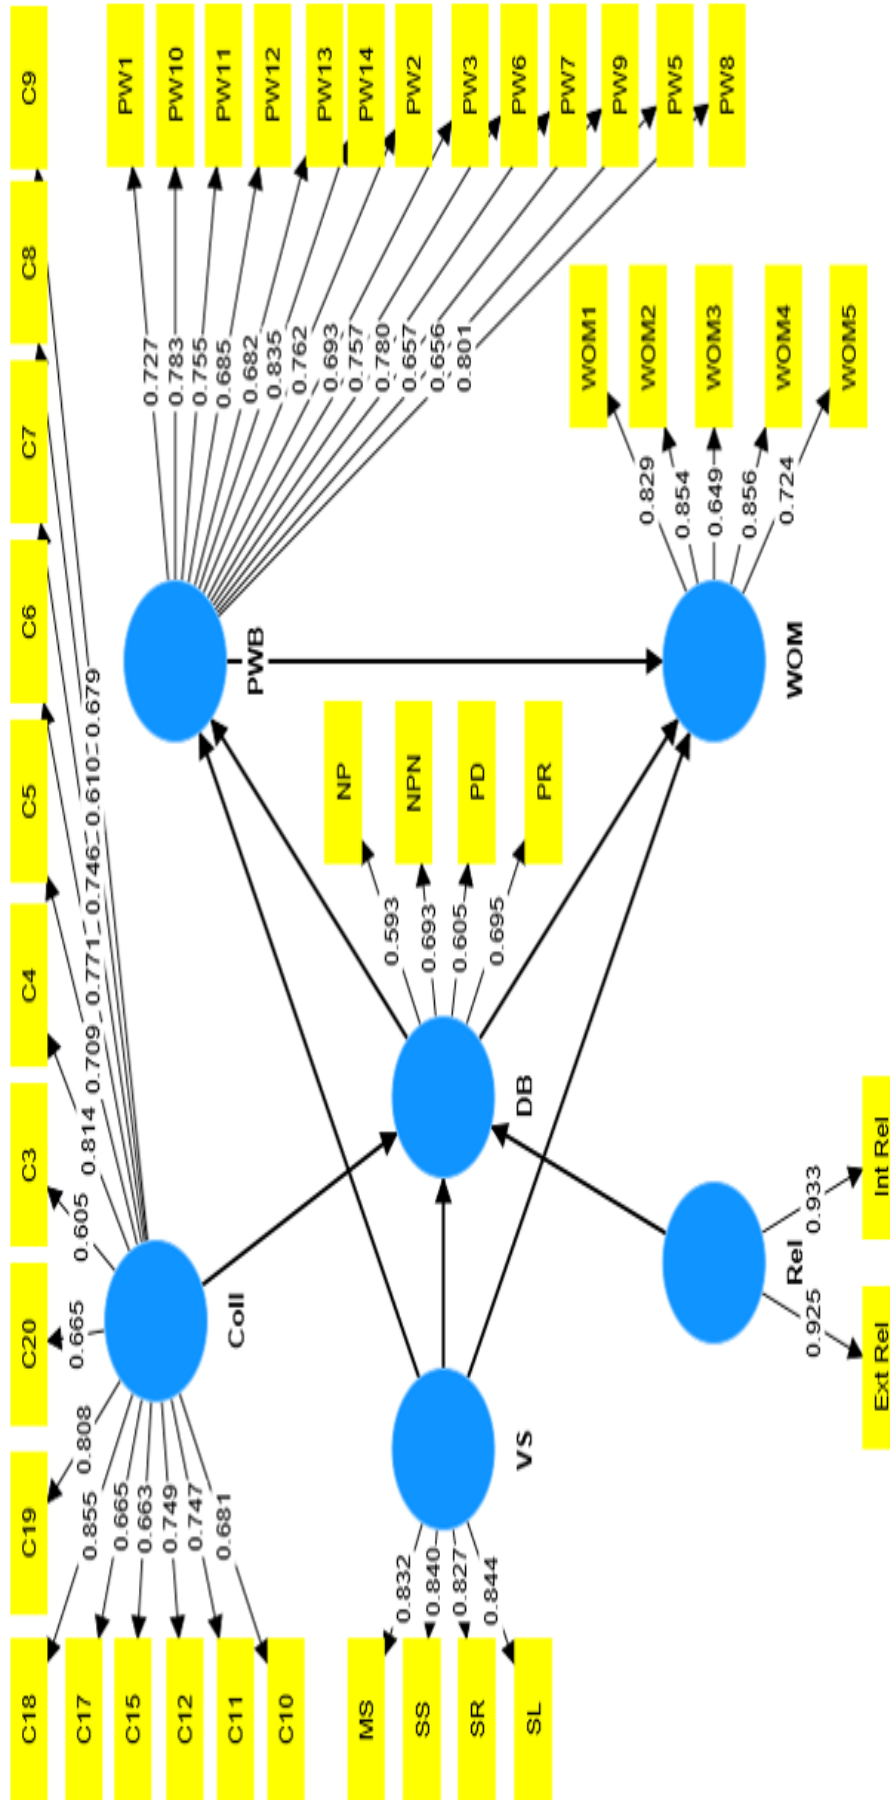 C18
C19
C20
C3
C4
C5
C6
C7
C8
C9
C17
C15
C12
C11
C10
0.855
0.665
0.663
0.749
0.747
0.681
0.808
0.665
0.605
0.814
0.709
0.771
0.746
0.610
0.679
Coll
PW1
PW10
PW11
PW12
PW13
PW14
PW2
PW3
PW6
PW7
PW9
PW5
PW8
0.727
0.783
0.755
0.685
0.682
0.835
0.762
0.693
0.757
0.780
0.657
0.656
0.801
PWB
MS
SS
SR
SL
0.832
0.840
0.827
0.844
VS
DB
0.593
0.693
0.605
0.695
NP
NPN
PD
PR
WOM1
WOM2
WOM3
WOM4
WOM5
0.829
0.854
0.649
0.856
0.724
WOM
Rel
0.925
0.933
Ext Rel
Int Rel